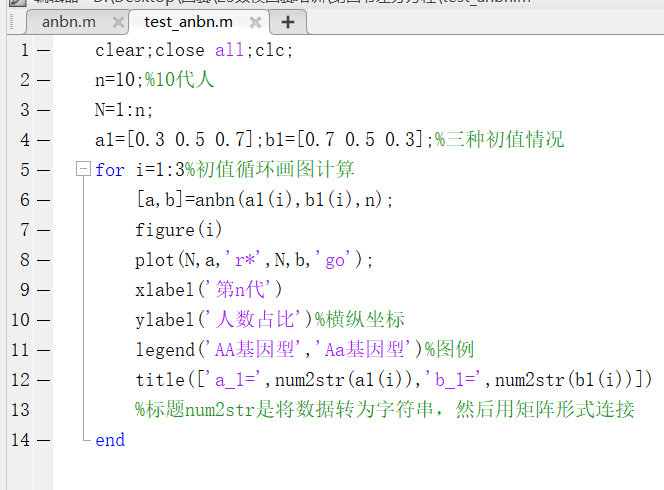 anbn.m × test_anbn.m × +
1 — clear;close all;clc;
2 — n=10;%10代人
3 — N=1:n;
4 — a1=[0.3 0.5 0.7];b1=[0.7 0.5 0.3];%三种初值情况
5 — for i=1:3%初值循环画图计算
6 — [a,b]=anbn(a1(i),b1(i),n);
7 — figure(i)
8 — plot(N,a,'r*',N,b,'go');
9 — xlabel('第n代')
10 — ylabel('人数占比')%横纵坐标
11 — legend('AA基因型','Aa基因型')%图例
12 — title(['a_1=',num2str(a1(i)),'b_1=',num2str(b1(i))])
13 %标题num2str是将数据转为字符串，然后用矩阵形式连接
14 — end